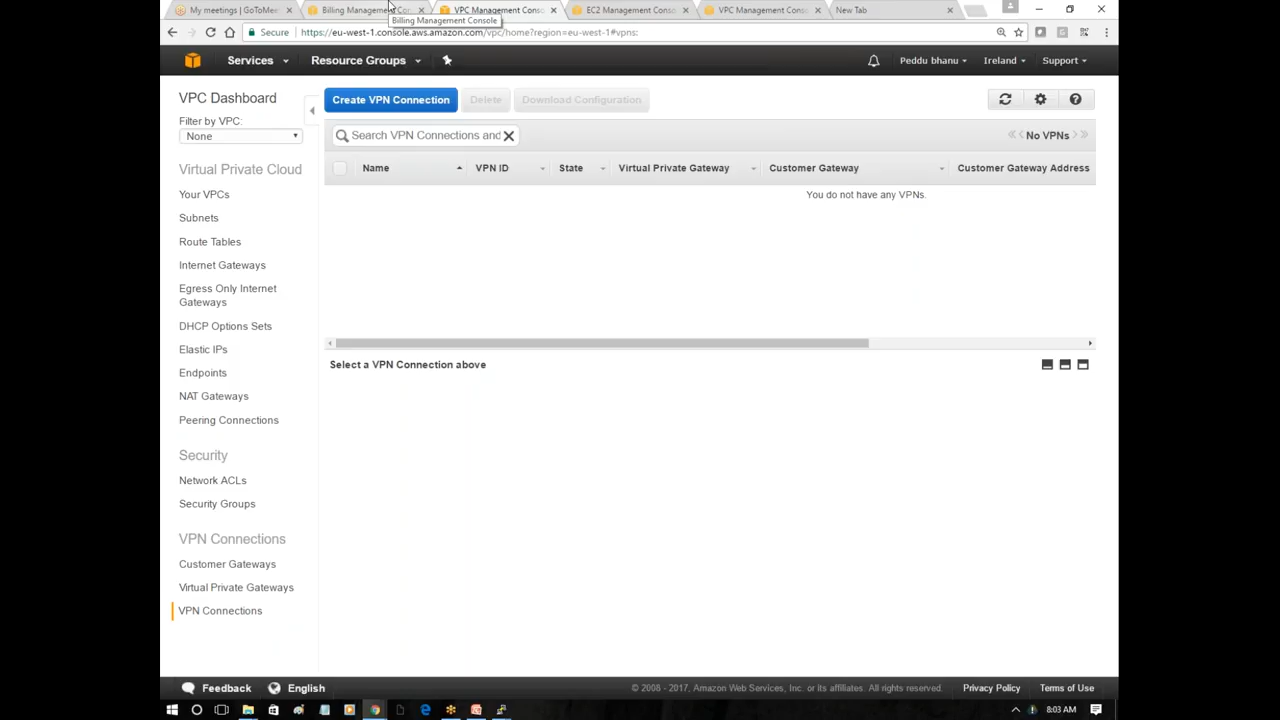 My meetings | GoToMee
Billing Management Con
VPC Management Conso
EC2 Management Conso
VPC Management Conso
New Tab
Billing Management Console
Secure
https://eu-west-1.console.aws.amazon.com/vpc/home?region=eu-west-1#vpns:
Services
Resource Groups
Peddu bhanu
Ireland
Support
VPC Dashboard
Filter by VPC:
None
Virtual Private Cloud
Your VPCs
Subnets
Route Tables
Internet Gateways
Egress Only Internet
Gateways
DHCP Options Sets
Elastic IPs
Endpoints
NAT Gateways
Peering Connections
Security
Network ACLs
Security Groups
VPN Connections
Customer Gateways
Virtual Private Gateways
VPN Connections
Create VPN Connection
Delete
Download Configuration
Search VPN Connections and
No VPNs
Name
VPN ID
State
Virtual Private Gateway
Customer Gateway
Customer Gateway Address
You do not have any VPNs.
Select a VPN Connection above
Feedback
English
© 2008 - 2017, Amazon Web Services, Inc. or its affiliates. All rights reserved.
Privacy Policy
Terms of Use
8:03 AM